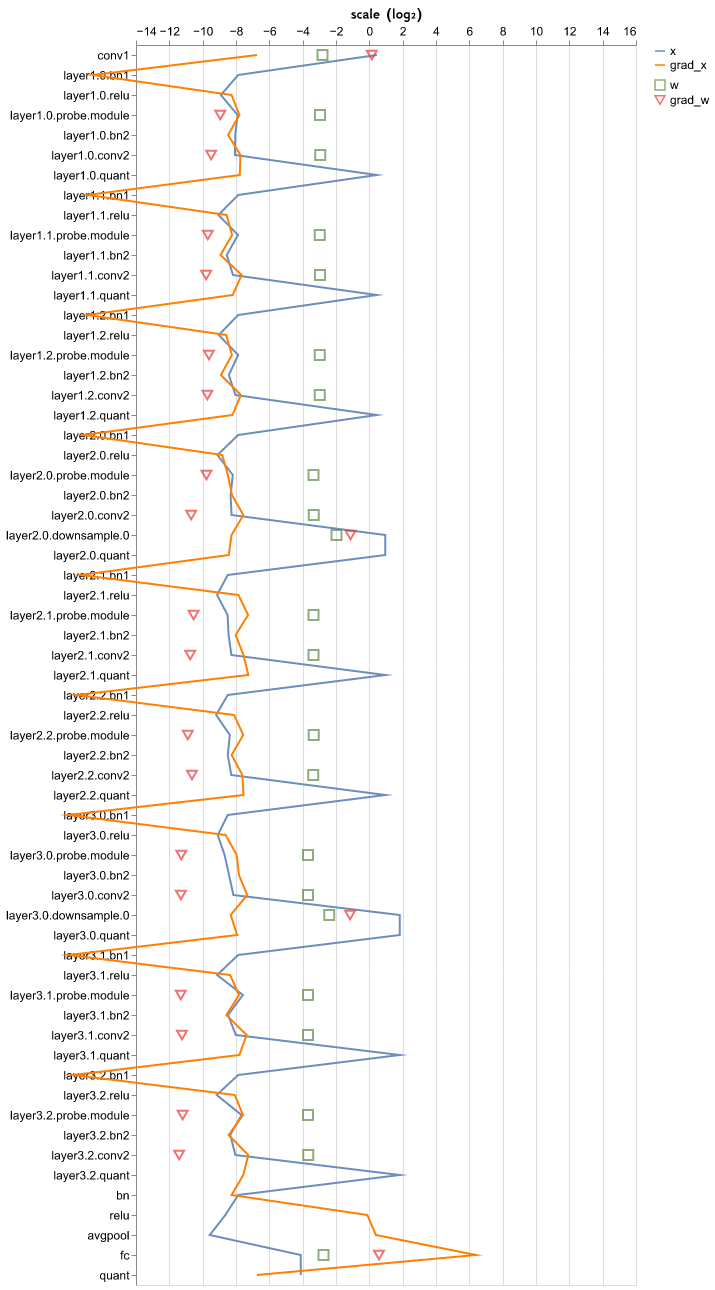 scale (log₂)
−14 −12 −10 −8 −6 −4 −2 0 2 4 6 8 10 12 14 16
x
grad_x
w
grad_w
conv1
layer1.0.bn1
layer1.0.relu
layer1.0.probe.module
layer1.0.bn2
layer1.0.conv2
layer1.0.quant
layer1.1.bn1
layer1.1.relu
layer1.1.probe.module
layer1.1.bn2
layer1.1.conv2
layer1.1.quant
layer1.2.bn1
layer1.2.relu
layer1.2.probe.module
layer1.2.bn2
layer1.2.conv2
layer1.2.quant
layer2.0.bn1
layer2.0.relu
layer2.0.probe.module
layer2.0.bn2
layer2.0.conv2
layer2.0.downsample.0
layer2.0.quant
layer2.1.bn1
layer2.1.relu
layer2.1.probe.module
layer2.1.bn2
layer2.1.conv2
layer2.1.quant
layer2.2.bn1
layer2.2.relu
layer2.2.probe.module
layer2.2.bn2
layer2.2.conv2
layer2.2.quant
layer3.0.bn1
layer3.0.relu
layer3.0.probe.module
layer3.0.bn2
layer3.0.conv2
layer3.0.downsample.0
layer3.0.quant
layer3.1.bn1
layer3.1.relu
layer3.1.probe.module
layer3.1.bn2
layer3.1.conv2
layer3.1.quant
layer3.2.bn1
layer3.2.relu
layer3.2.probe.module
layer3.2.bn2
layer3.2.conv2
layer3.2.quant
bn
relu
avgpool
fc
quant